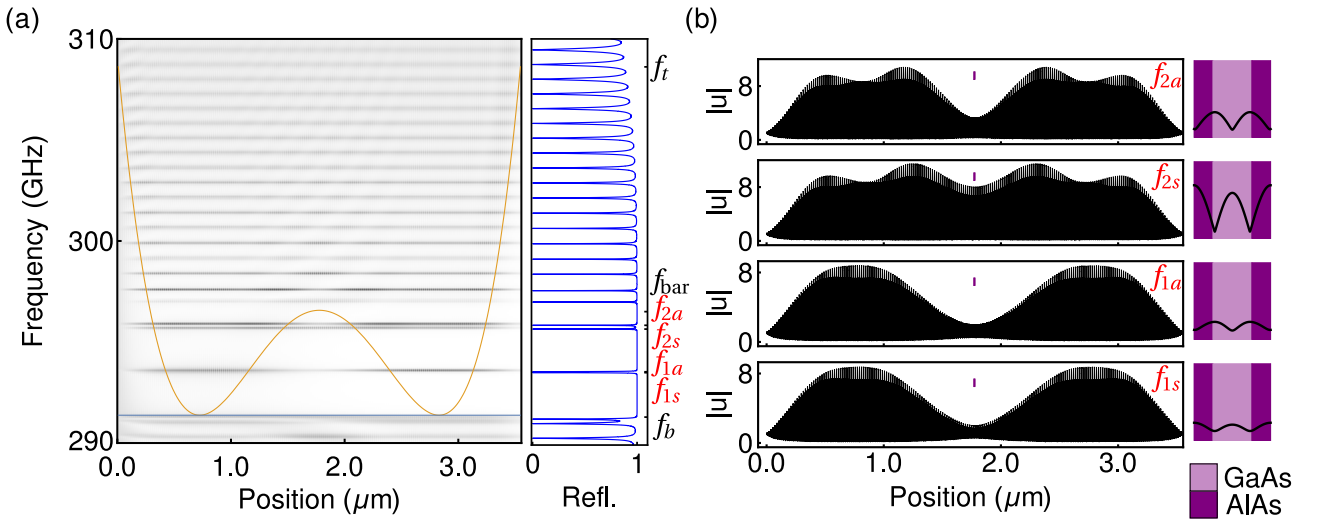 (a)
310
300
290
Frequency (GHz)
0.0
1.0
2.0
3.0
Position (μm)
f_t
f_bar
f_2a
f_2s
f_1a
f_1s
f_b
0
1
Refl.
(b)
8
0
|u|
f_2a
8
0
|u|
f_2s
8
0
|u|
f_1a
8
0
|u|
f_1s
0.0
1.0
2.0
3.0
Position (μm)
GaAs
AlAs